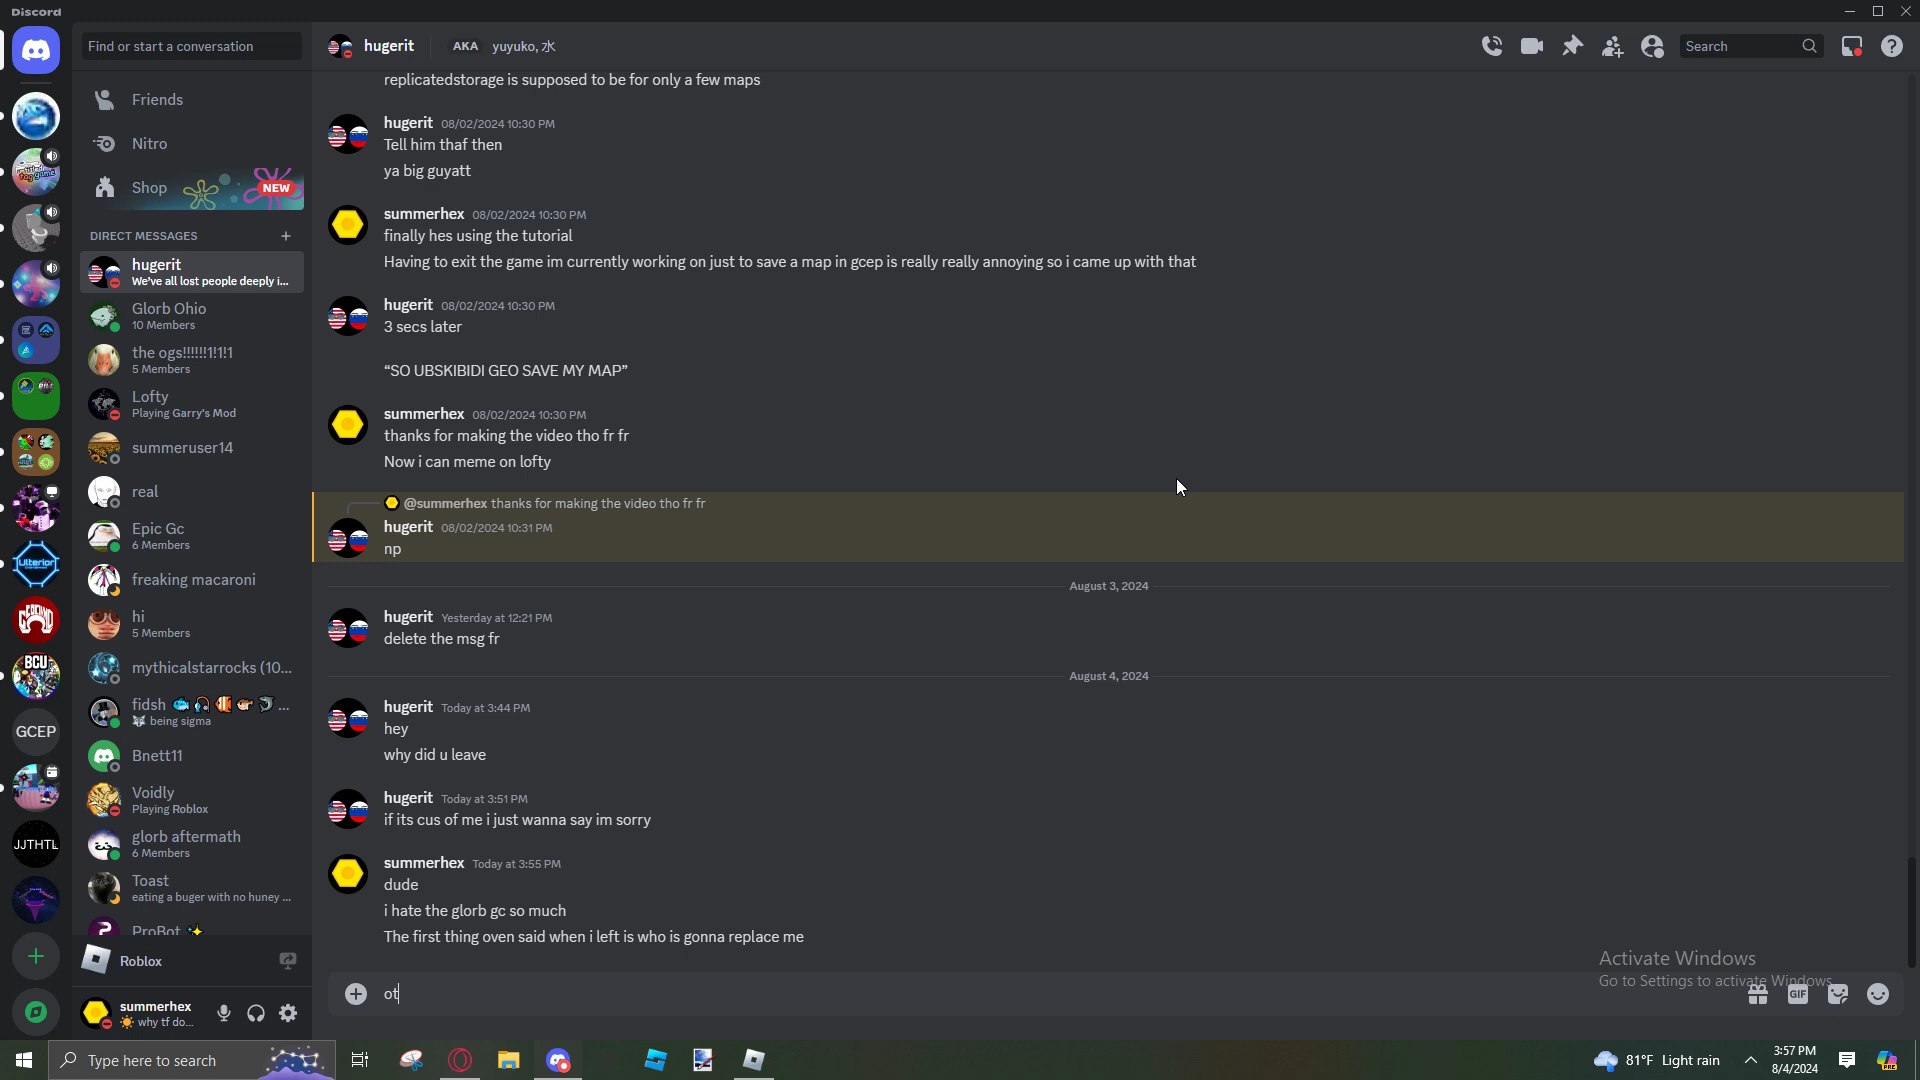 Discord
Find or start a conversation
Friends
Nitro
Shop
NEW
DIRECT MESSAGES
hugerit
We've all lost people deeply i...
Glorb Ohio
10 Members
the ogs!!!!!!1!1!1
5 Members
Lofty
Playing Garry's Mod
summeruser14
real
Epic Gc
6 Members
freaking macaroni
hi
5 Members
mythicalstarrocks (10...
fidsh
...
being sigma
Bnett11
Voidly
Playing Roblox
glorb aftermath
6 Members
Toast
eating a buger with no huney ...
ProBot
Ulterior
BCU
GCEP
JJTHTL
Roblox
summerhex
why tf do...
hugerit
AKA
yuyuko, 水
Search
replicatedstorage is supposed to be for only a few maps
hugerit 08/02/2024 10:30 PM
Tell him thaf then
ya big guyatt
summerhex 08/02/2024 10:30 PM
finally hes using the tutorial
Having to exit the game im currently working on just to save a map in gcep is really really annoying so i came up with that
hugerit 08/02/2024 10:30 PM
3 secs later
“SO UBSKIBIDI GEO SAVE MY MAP”
summerhex 08/02/2024 10:30 PM
thanks for making the video tho fr fr
Now i can meme on lofty
@summerhex thanks for making the video tho fr fr
hugerit 08/02/2024 10:31 PM
np
August 3, 2024
hugerit Yesterday at 12:21 PM
delete the msg fr
August 4, 2024
hugerit Today at 3:44 PM
hey
why did u leave
hugerit Today at 3:51 PM
if its cus of me i just wanna say im sorry
summerhex Today at 3:55 PM
dude
i hate the glorb gc so much
The first thing oven said when i left is who is gonna replace me
ot
GIF
Activate Windows
Go to Settings to activate Windows.
Type here to search
81°F Light rain
3:57 PM
8/4/2024
PRE